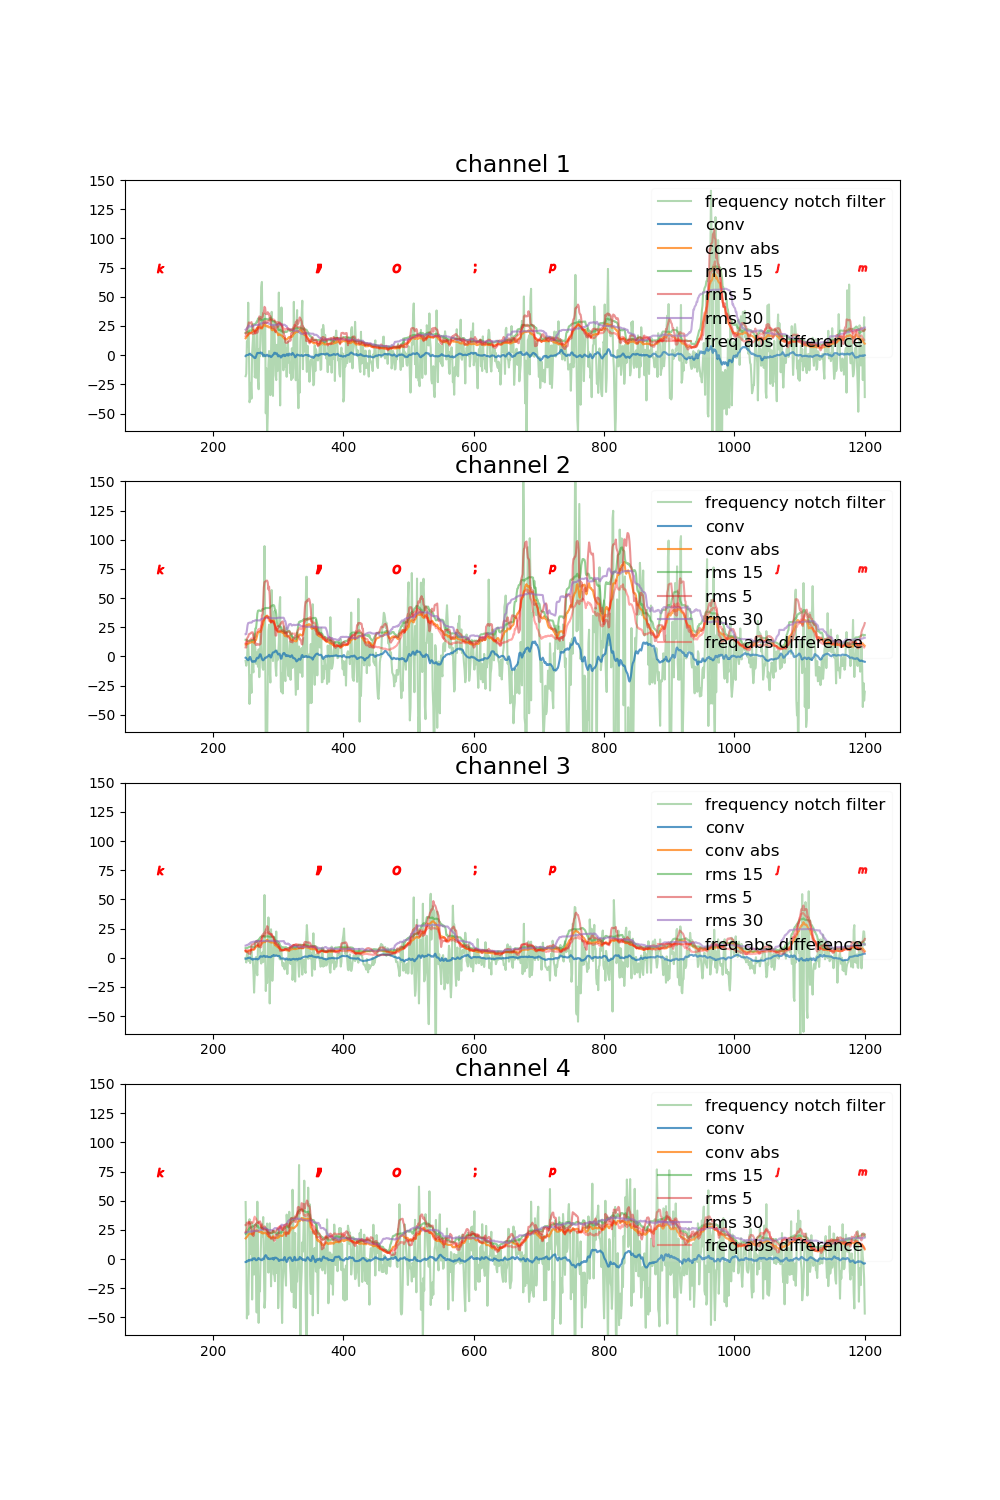 channel 1
150
125
100
75
50
25
0
−25
−50
k o ; p j m
frequency notch filter
conv
conv abs
rms 15
rms 5
rms 30
freq abs difference
200 400 600 800 1000 1200
channel 2
150
125
100
75
50
25
0
−25
−50
k o ; p j m
frequency notch filter
conv
conv abs
rms 15
rms 5
rms 30
freq abs difference
200 400 600 800 1000 1200
channel 3
150
125
100
75
50
25
0
−25
−50
k o ; p j m
frequency notch filter
conv
conv abs
rms 15
rms 5
rms 30
freq abs difference
200 400 600 800 1000 1200
channel 4
150
125
100
75
50
25
0
−25
−50
k o ; p j m
frequency notch filter
conv
conv abs
rms 15
rms 5
rms 30
freq abs difference
200 400 600 800 1000 1200